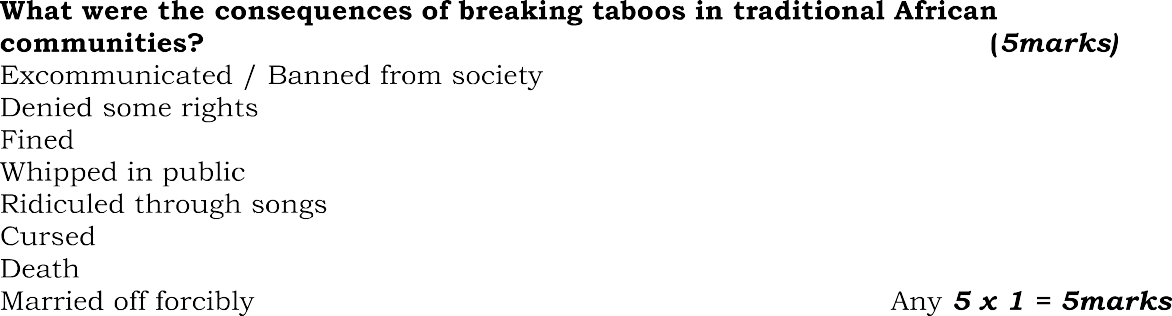 What were the consequences of breaking taboos in traditional African
communities? (5marks)
Excommunicated / Banned from society
Denied some rights
Fined
Whipped in public
Ridiculed through songs
Cursed
Death
Married off forcibly Any 5 x 1 = 5marks